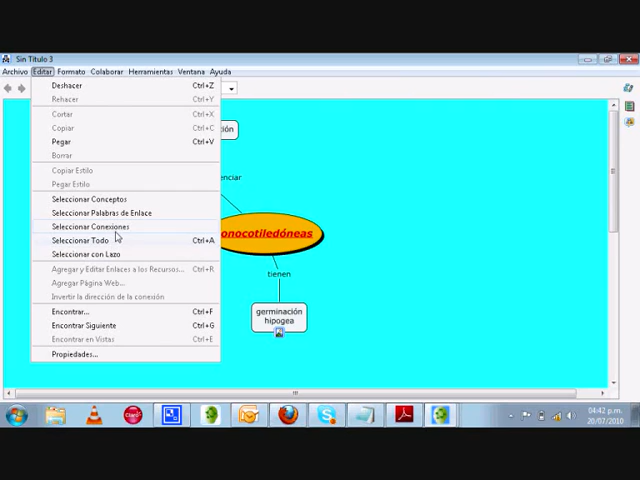 Sin Título 3
Archivo Editar Formato Colaborar Herramientas Ventana Ayuda
Deshacer Ctrl+Z
Rehacer Ctrl+Y
Cortar Ctrl+X
Copiar Ctrl+C
Pegar Ctrl+V
Borrar
Copiar Estilo
Pegar Estilo
Seleccionar Conceptos
Seleccionar Palabras de Enlace
Seleccionar Conexiones
Seleccionar Todo Ctrl+A
Seleccionar con Lazo
Agregar y Editar Enlaces a los Recursos... Ctrl+R
Agregar Página Web...
Invertir la dirección de la conexión
Encontrar... Ctrl+F
Encontrar Siguiente Ctrl+G
Encontrar en Vistas Ctrl+E
Propiedades...
ión
enciar
onocotiledóneas
tienen
germinación
hipogea
Claro
04:42 p.m.
20/07/2010